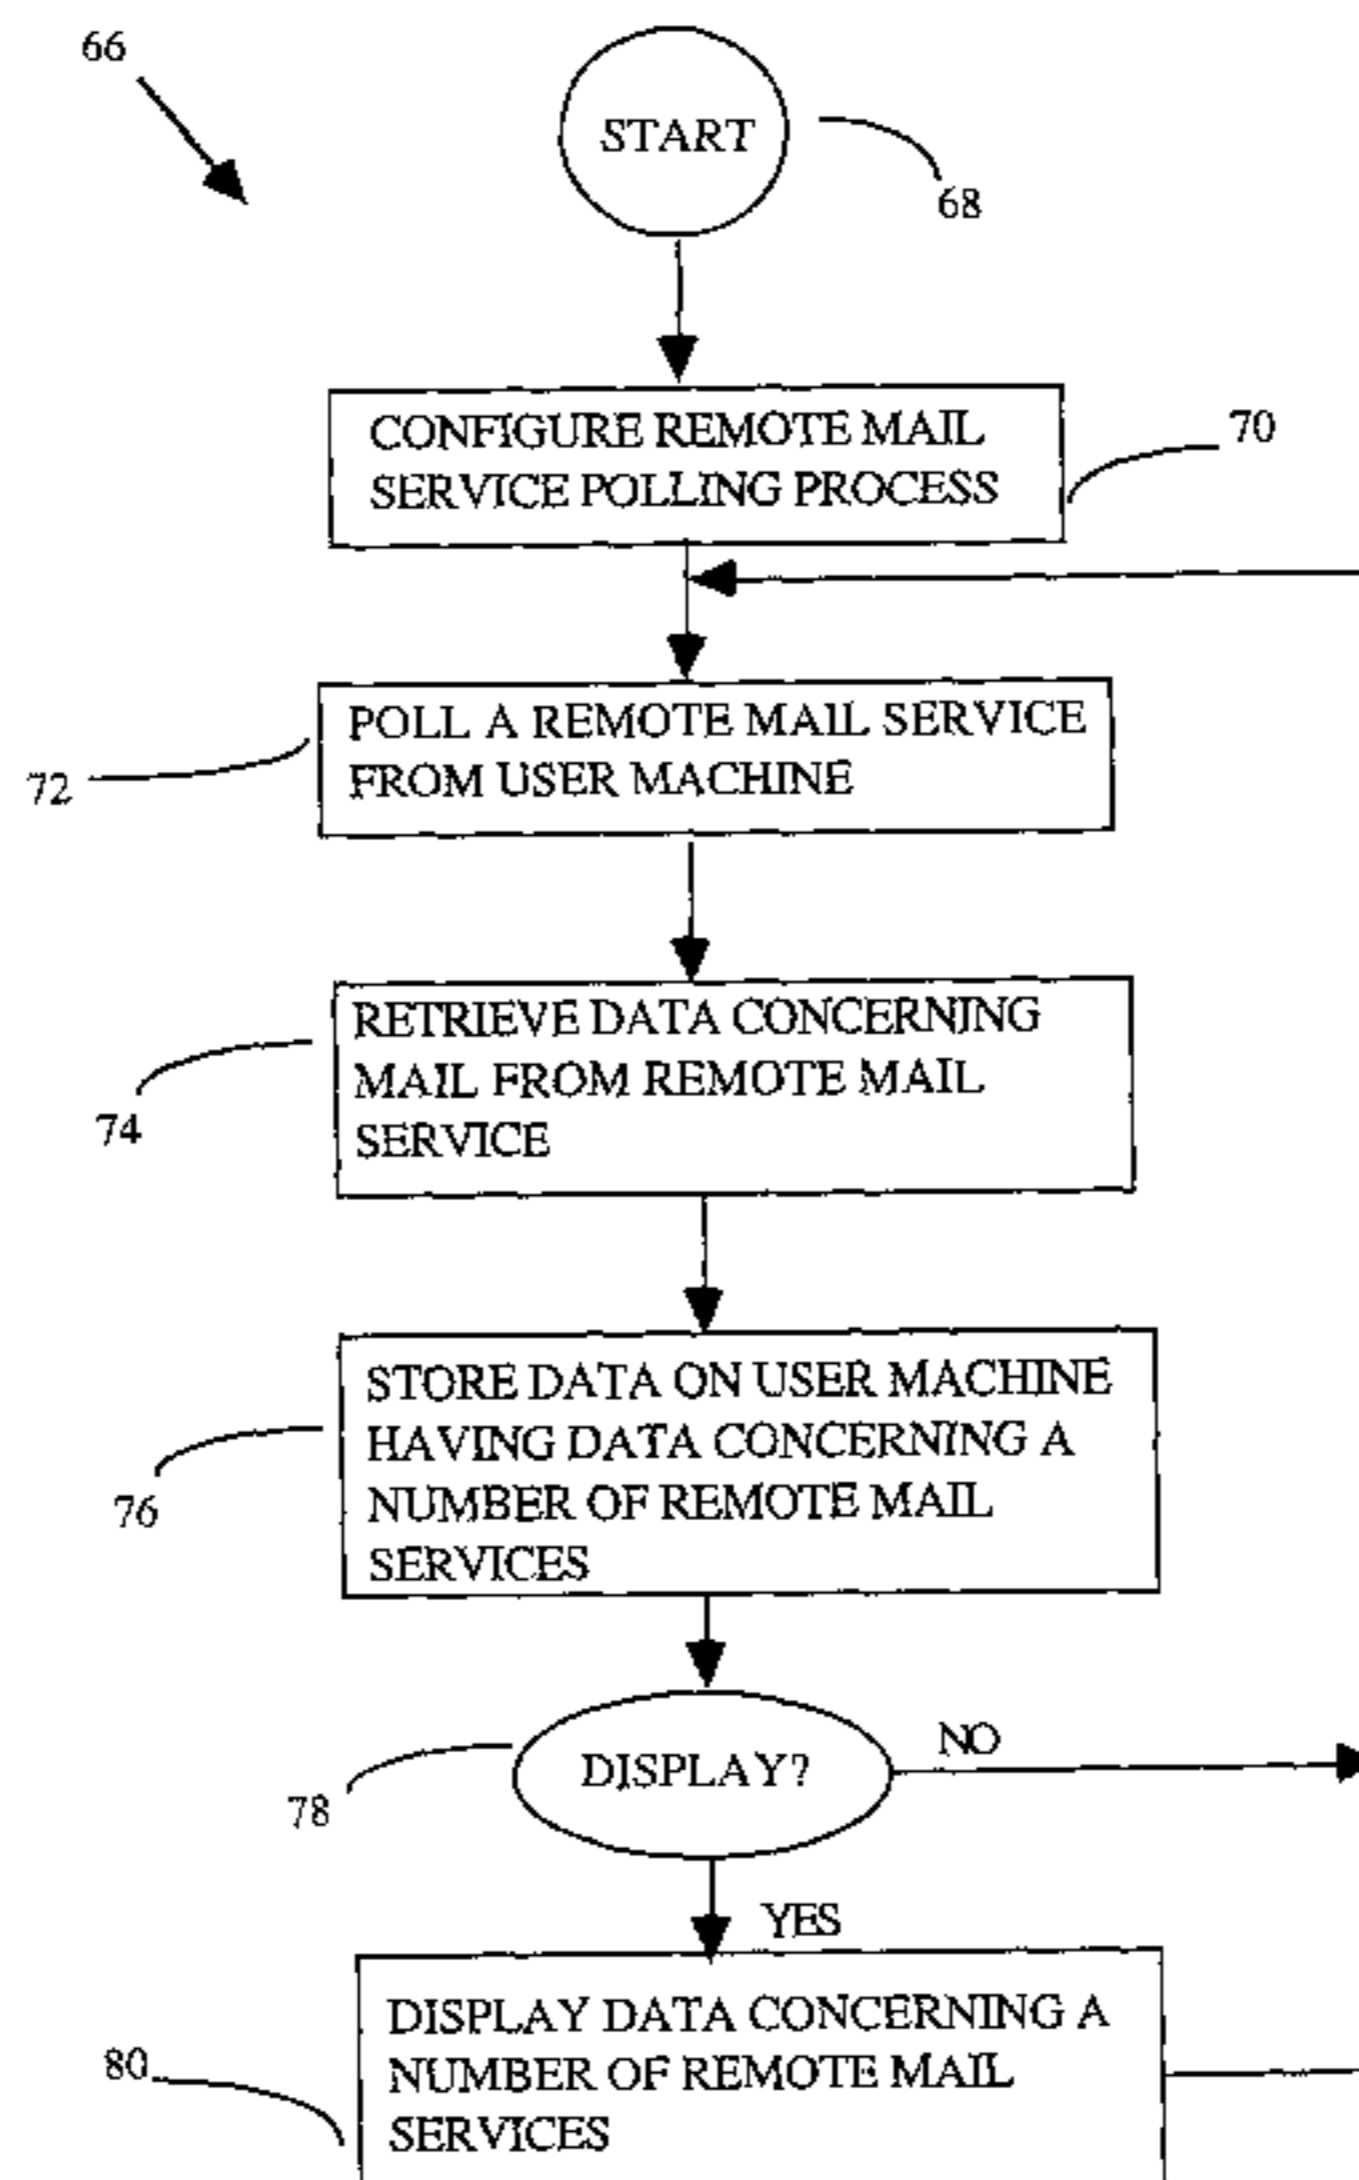 66
START
68
CONFIGURE REMOTE MAIL
SERVICE POLLING PROCESS
70
POLL A REMOTE MAIL SERVICE
FROM USER MACHINE
72
RETRIEVE DATA CONCERNING
MAIL FROM REMOTE MAIL
SERVICE
74
STORE DATA ON USER MACHINE
HAVING DATA CONCERNING A
NUMBER OF REMOTE MAIL
SERVICES
76
DISPLAY?
NO
78
YES
DISPLAY DATA CONCERNING A
NUMBER OF REMOTE MAIL
SERVICES
80